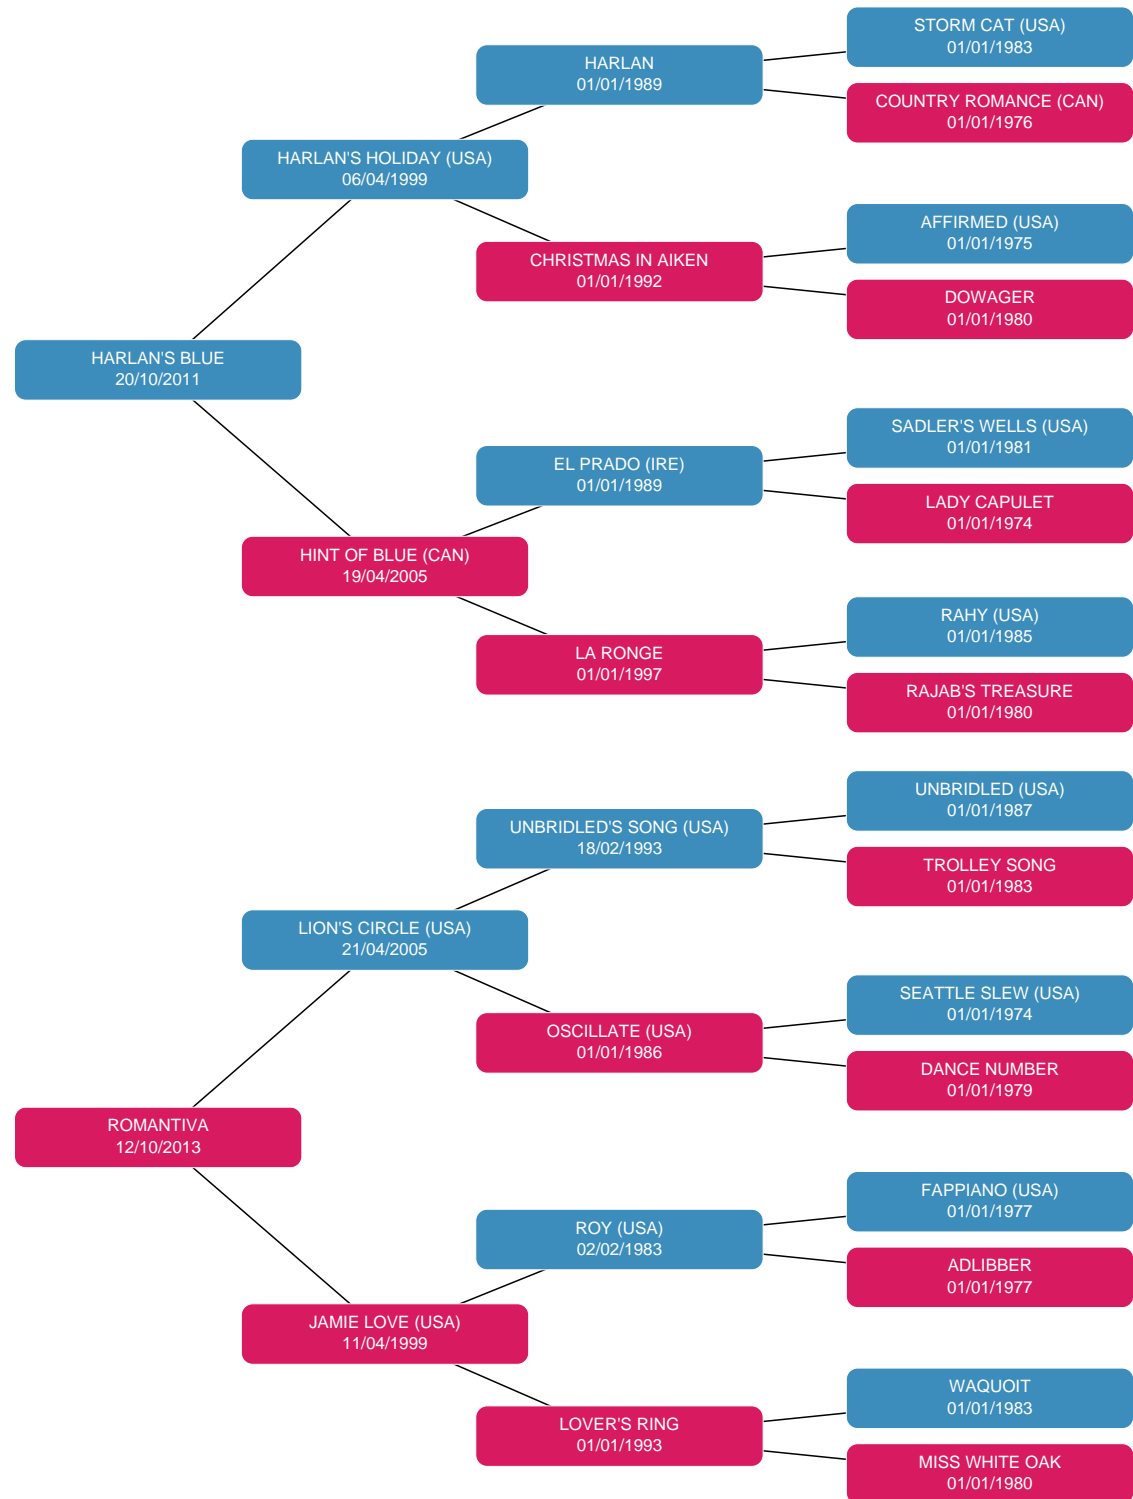 STORM CAT (USA)
01/01/1983
HARLAN
01/01/1989
COUNTRY ROMANCE (CAN)
01/01/1976
HARLAN'S HOLIDAY (USA)
06/04/1999
AFFIRMED (USA)
01/01/1975
CHRISTMAS IN AIKEN
01/01/1992
DOWAGER
01/01/1980
HARLAN'S BLUE
20/10/2011
SADLER'S WELLS (USA)
01/01/1981
EL PRADO (IRE)
01/01/1989
LADY CAPULET
01/01/1974
HINT OF BLUE (CAN)
19/04/2005
RAHY (USA)
01/01/1985
LA RONGE
01/01/1997
RAJAB'S TREASURE
01/01/1980
UNBRIDLED (USA)
01/01/1987
UNBRIDLED'S SONG (USA)
18/02/1993
TROLLEY SONG
01/01/1983
LION'S CIRCLE (USA)
21/04/2005
SEATTLE SLEW (USA)
01/01/1974
OSCILLATE (USA)
01/01/1986
DANCE NUMBER
01/01/1979
ROMANTIVA
12/10/2013
FAPPIANO (USA)
01/01/1977
ROY (USA)
02/02/1983
ADLIBBER
01/01/1977
JAMIE LOVE (USA)
11/04/1999
WAQUOIT
01/01/1983
LOVER'S RING
01/01/1993
MISS WHITE OAK
01/01/1980